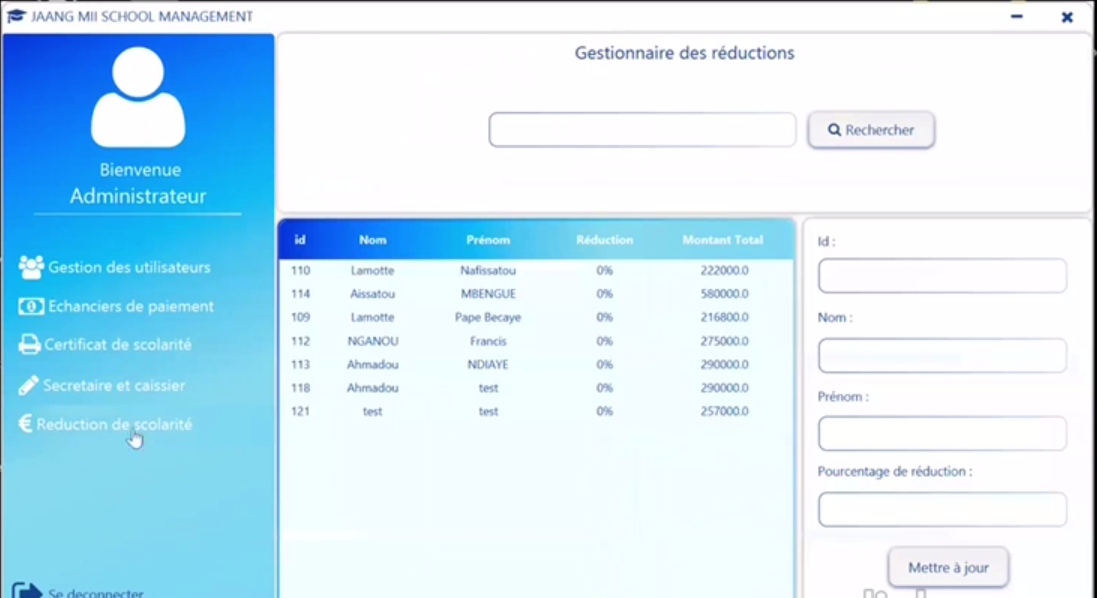 JAANG MII SCHOOL MANAGEMENT
Bienvenue
Administrateur
Gestion des utilisateurs
Echanciers de paiement
Certificat de scolarité
Secretaire et caissier
€ Reduction de scolarité
Se deconnecter
Gestionnaire des réductions
Rechercher
id Nom Prénom Réduction Montant Total
110 Lamotte Nafissatou 0% 222000.0
114 Aissatou MBENGUE 0% 580000.0
109 Lamotte Pape Becaye 0% 216800.0
112 NGANOU Francis 0% 275000.0
113 Ahmadou NDIAYE 0% 290000.0
118 Ahmadou test 0% 290000.0
121 test test 0% 257000.0
Id :
Nom :
Prénom :
Pourcentage de réduction :
Mettre à jour